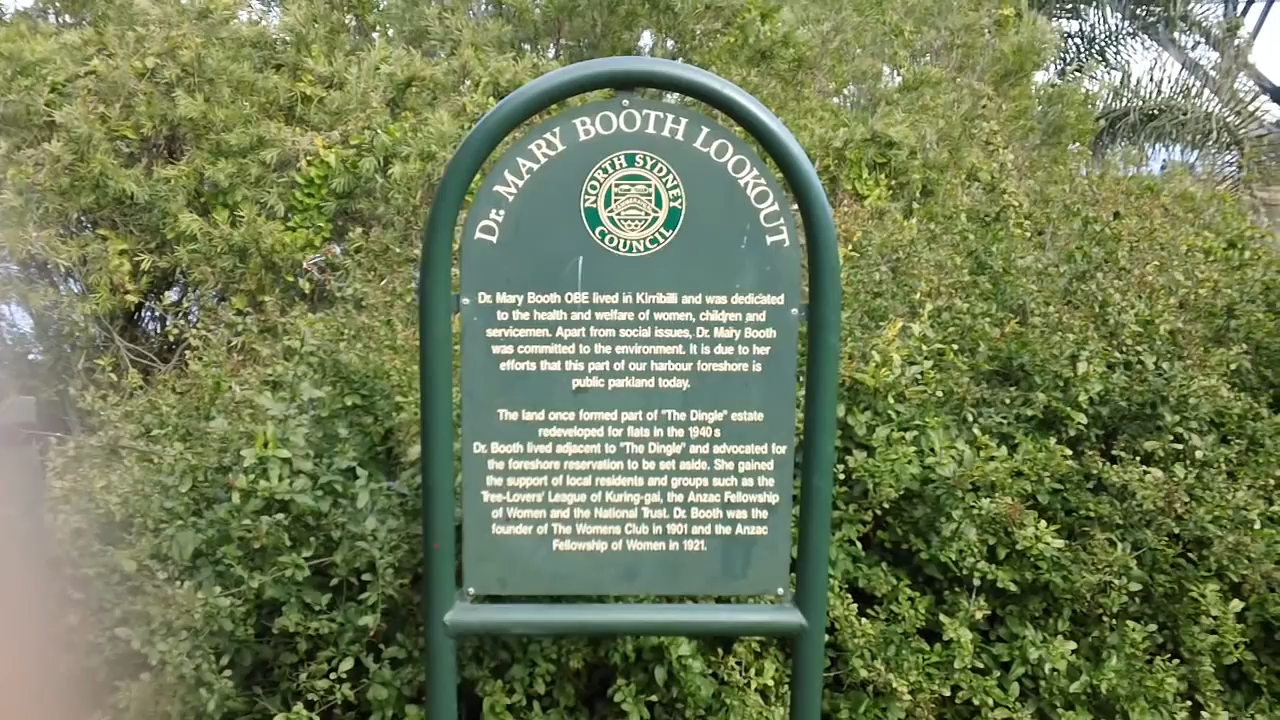 Dr. MARY BOOTH LOOKOUT
NORTH SYDNEY
COUNCIL
Dr. Mary Booth OBE lived in Kirribilli and was dedicated
to the health and welfare of women, children and
servicemen. Apart from social issues, Dr. Mary Booth
was committed to the environment. It is due to her
efforts that this part of our harbour foreshore is
public parkland today.
The land once formed part of "The Dingle" estate
redeveloped for flats in the 1940s
Dr. Booth lived adjacent to "The Dingle" and advocated for
the foreshore reservation to be set aside. She gained
the support of local residents and groups such as the
Tree-Lovers' League of Kuring-gai, the Anzac Fellowship
of Women and the National Trust. Dr. Booth was the
founder of The Womens Club in 1901 and the Anzac
Fellowship of Women in 1921.